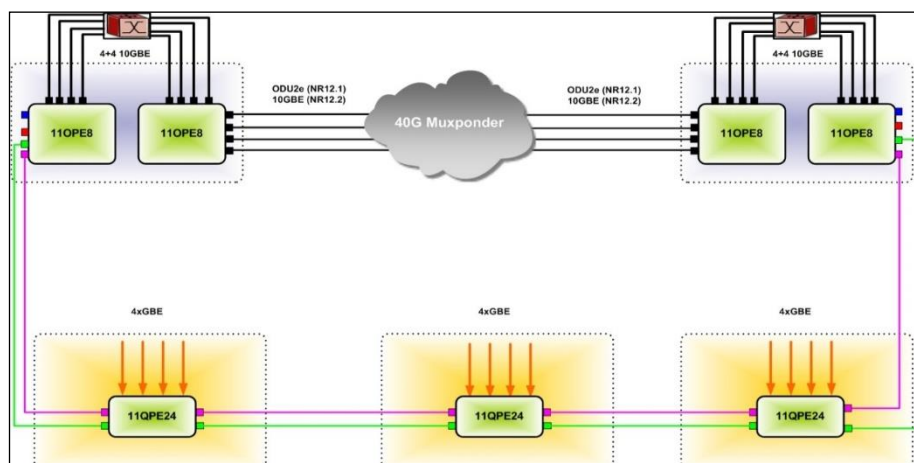 4+4 10GBE
4+4 10GBE
ODU2e (NR12.1)
10GBE (NR12.2)
ODU2e (NR12.1)
10GBE (NR12.2)
11OPE8
11OPE8
40G Muxponder
11OPE8
11OPE8
4xGBE
4xGBE
4xGBE
11QPE24
11QPE24
11QPE24